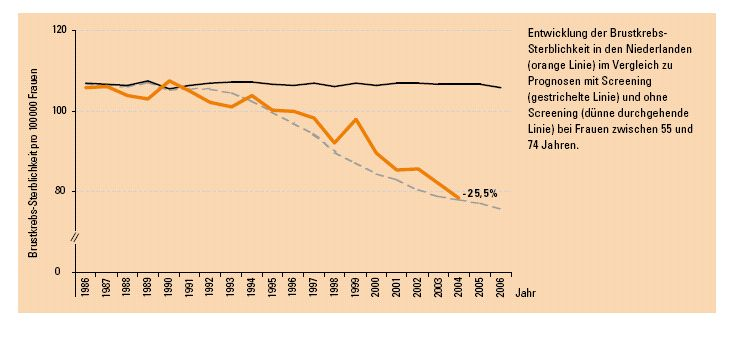 120
100
80
0
Brustkrebs-Sterblichkeit pro 100 000 Frauen
-25,5%
1986 1987 1988 1989 1990 1991 1992 1993 1994 1995 1996 1997 1998 1999 2000 2001 2002 2003 2004 2005 2006 Jahr
Entwicklung der Brustkrebs-
Sterblichkeit in den Niederlanden
(orange Linie) im Vergleich zu
Prognosen mit Screening
(gestrichelte Linie) und ohne
Screening (dünne durchgehende
Linie) bei Frauen zwischen 55 und
74 Jahren.